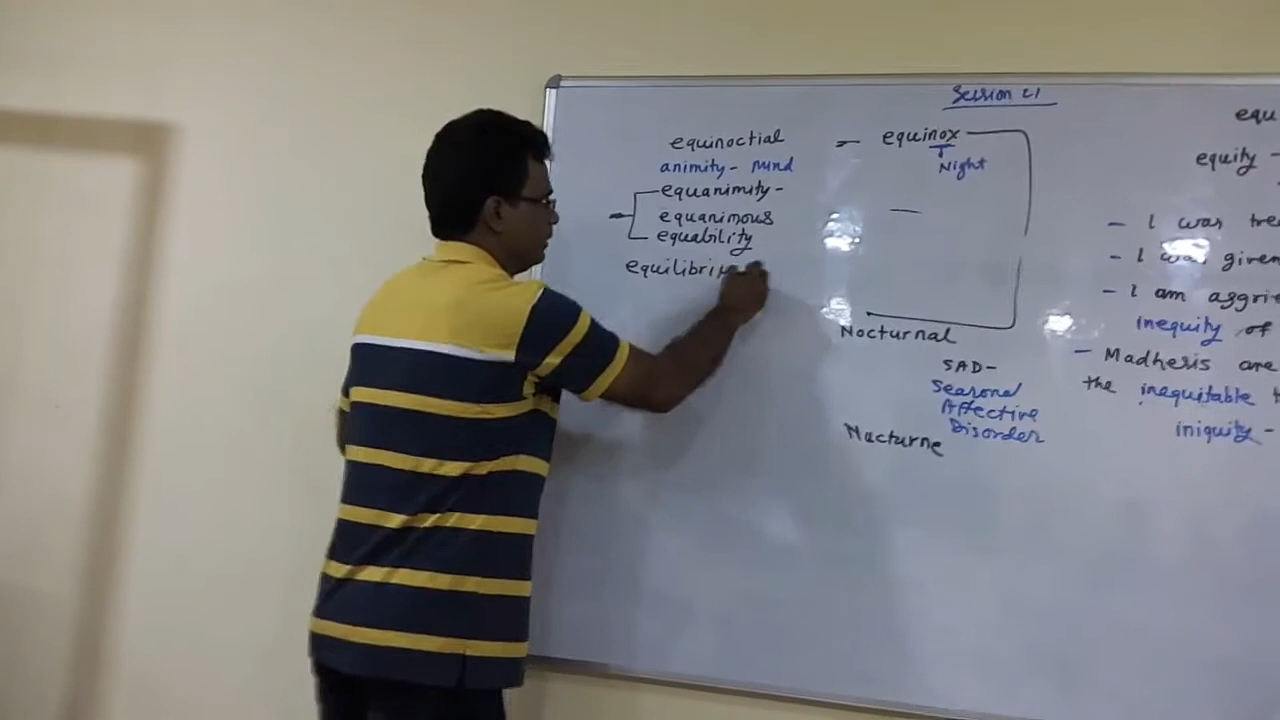 Session 21
equinoctial = equinox
Night
animity - Mind
equanimity -
equanimous
equability
equilibriu
Nocturnal
SAD-
Seasonal
Affective
Disorder
Nocturne
equ
equity -
- I was tre
- I was given
- I am aggrie
inequity of
- Madhesis are
the inequitable t
iniquity -